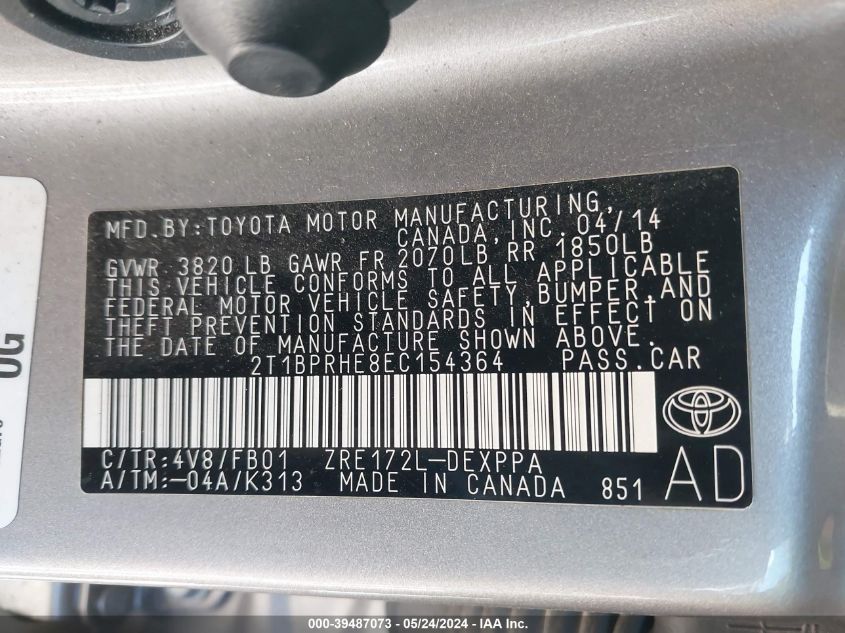 MFD.BY:TOYOTA MOTOR MANUFACTURING,
CANADA,INC. 04/14
GVWR 3820 LB GAWR FR 2070LB RR 1850LB
THIS VEHICLE CONFORMS TO ALL APPLICABLE
FEDERAL MOTOR VEHICLE SAFETY,BUMPER,AND
THEFT PREVENTION STANDARDS IN EFFECT ON
THE DATE OF MANUFACTURE SHOWN ABOVE.
2T1BPRHE8EC154364 PASS.CAR
C/TR:4V8/FB01 ZRE172L-DEXPPA
A/TM:-04A/K313 MADE IN CANADA 851
AD
OG
000-39487073 - 05/24/2024 - IAA Inc.